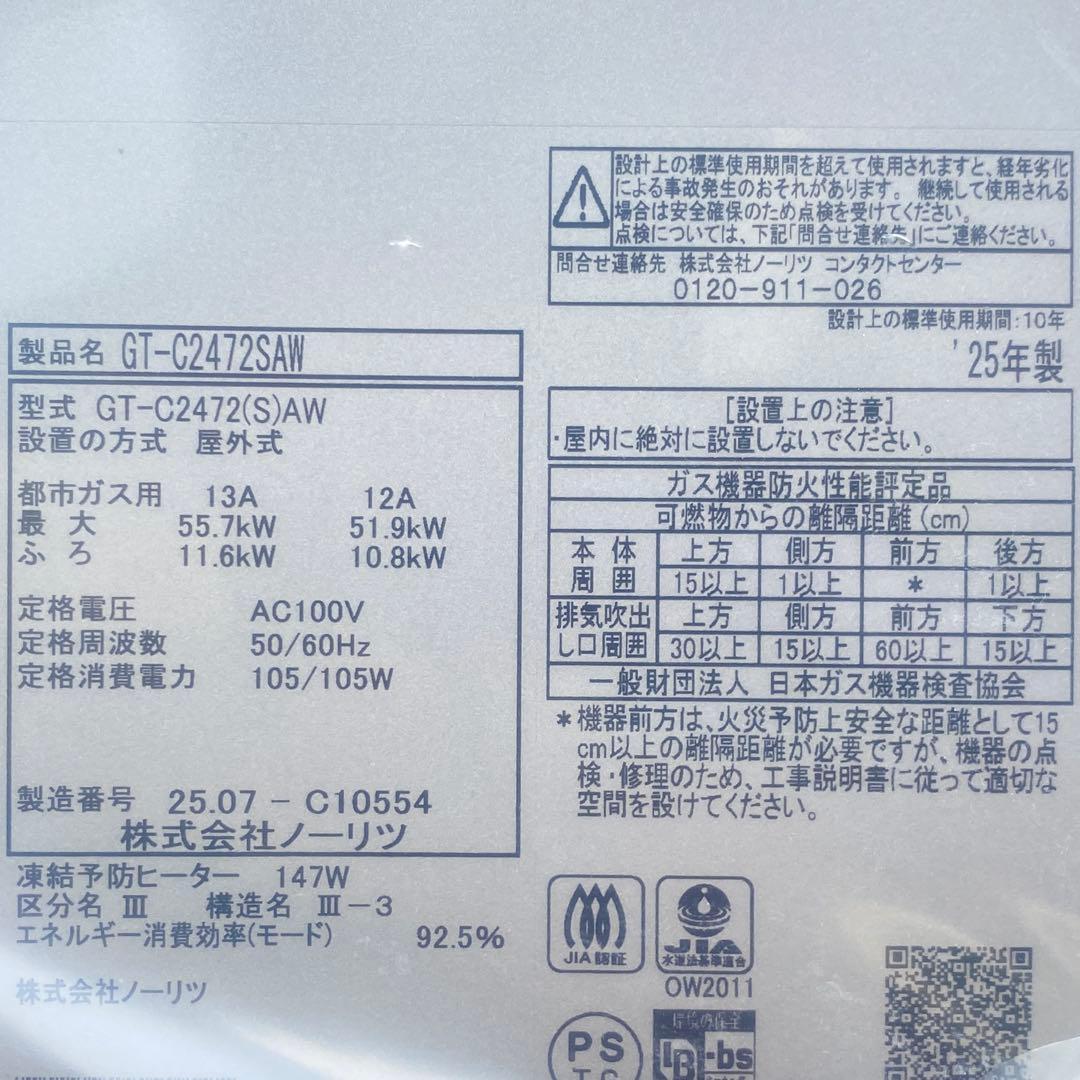 設計上の標準使用期間を超えて使用されますと、経年劣化
による事故発生のおそれがあります。 継続して使用される
場合は安全確保のため点検を受けてください。
点検については、下記「問合せ連絡先」にご連絡ください。
問合せ連絡先 株式会社ノーリツ コンタクトセンター
0120-911-026
設計上の標準使用期間:10年
'25年製
製品名 GT-C2472SAW
型式 GT-C2472(S)AW
設置の方式 屋外式
都市ガス用 13A 12A
最大 55.7kW 51.9kW
ふろ 11.6kW 10.8kW
定格電圧 AC100V
定格周波数 50/60Hz
定格消費電力 105/105W
製造番号 25.07 - C10554
株式会社ノーリツ
凍結予防ヒーター 147W
区分名 Ⅲ 構造名 Ⅲ-3
エネルギー消費効率(モード) 92.5%
株式会社ノーリツ
[設置上の注意]
・屋内に絶対に設置しないでください。
ガス機器防火性能評定品
可燃物からの離隔距離(cm)
本体 上方 側方 前方 後方
周囲 15以上 1以上 * 1以上
排気吹出 上方 側方 前方 下方
し口周囲 30以上 15以上 60以上 15以上
一般財団法人 日本ガス機器検査協会
*機器前方は、火災予防上安全な距離として15
cm以上の離隔距離が必要ですが、機器の点
検・修理のため、工事説明書に従って適切な
空間を設けてください。
JIA認証
JIA
水道法基準適合
OW2011
PS
環境の保全
-bs